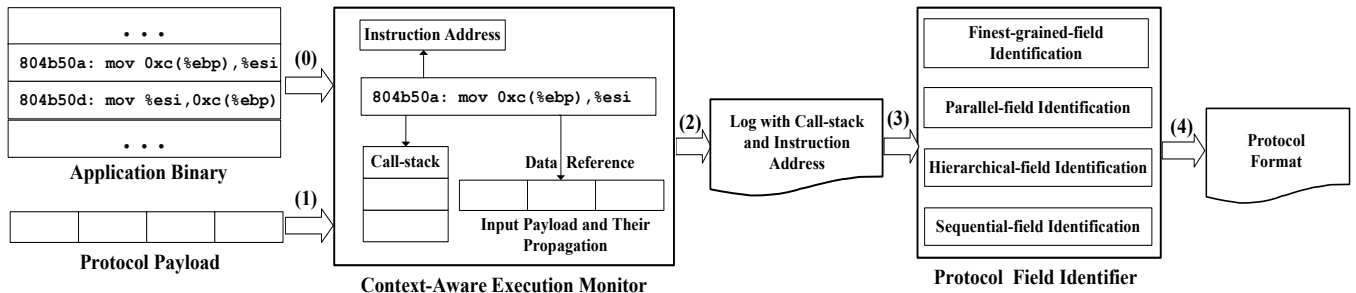 . . .
804b50a: mov 0xc(%ebp),%esi
804b50d: mov %esi,0xc(%ebp)
. . .
Application Binary
Protocol Payload
(0)
(1)
Instruction Address
804b50a: mov 0xc(%ebp),%esi
Call-stack
Data Reference
Input Payload and Their
Propagation
Context-Aware Execution Monitor
(2)
Log with Call-stack
and Instruction
Address
(3)
Finest-grained-field
Identification
Parallel-field Identification
Hierarchical-field Identification
Sequential-field Identification
Protocol Field Identifier
(4)
Protocol
Format